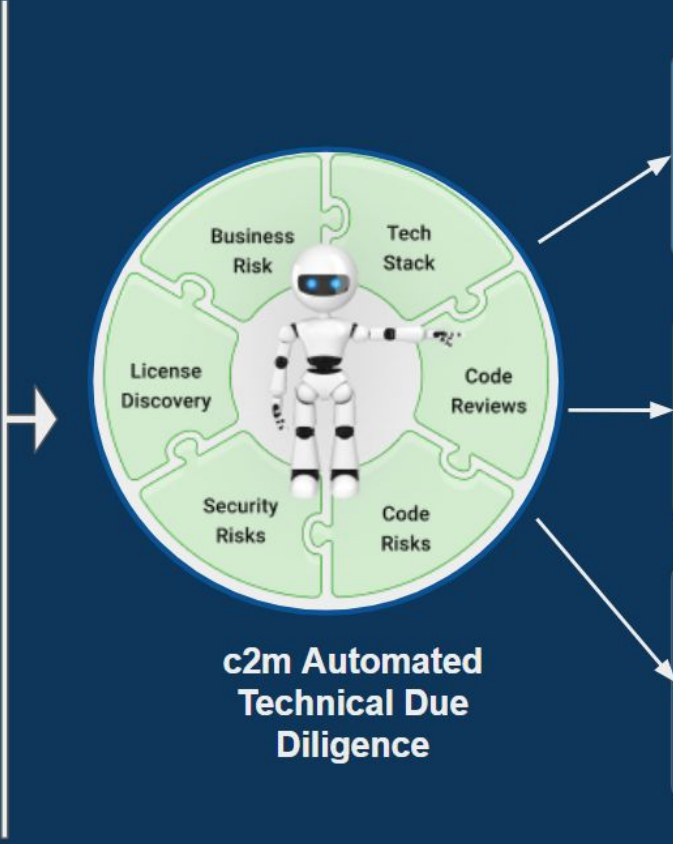 Business
Risk
Tech
Stack
License
Discovery
Code
Reviews
Security
Risks
Code
Risks
c2m Automated
Technical Due
Diligence